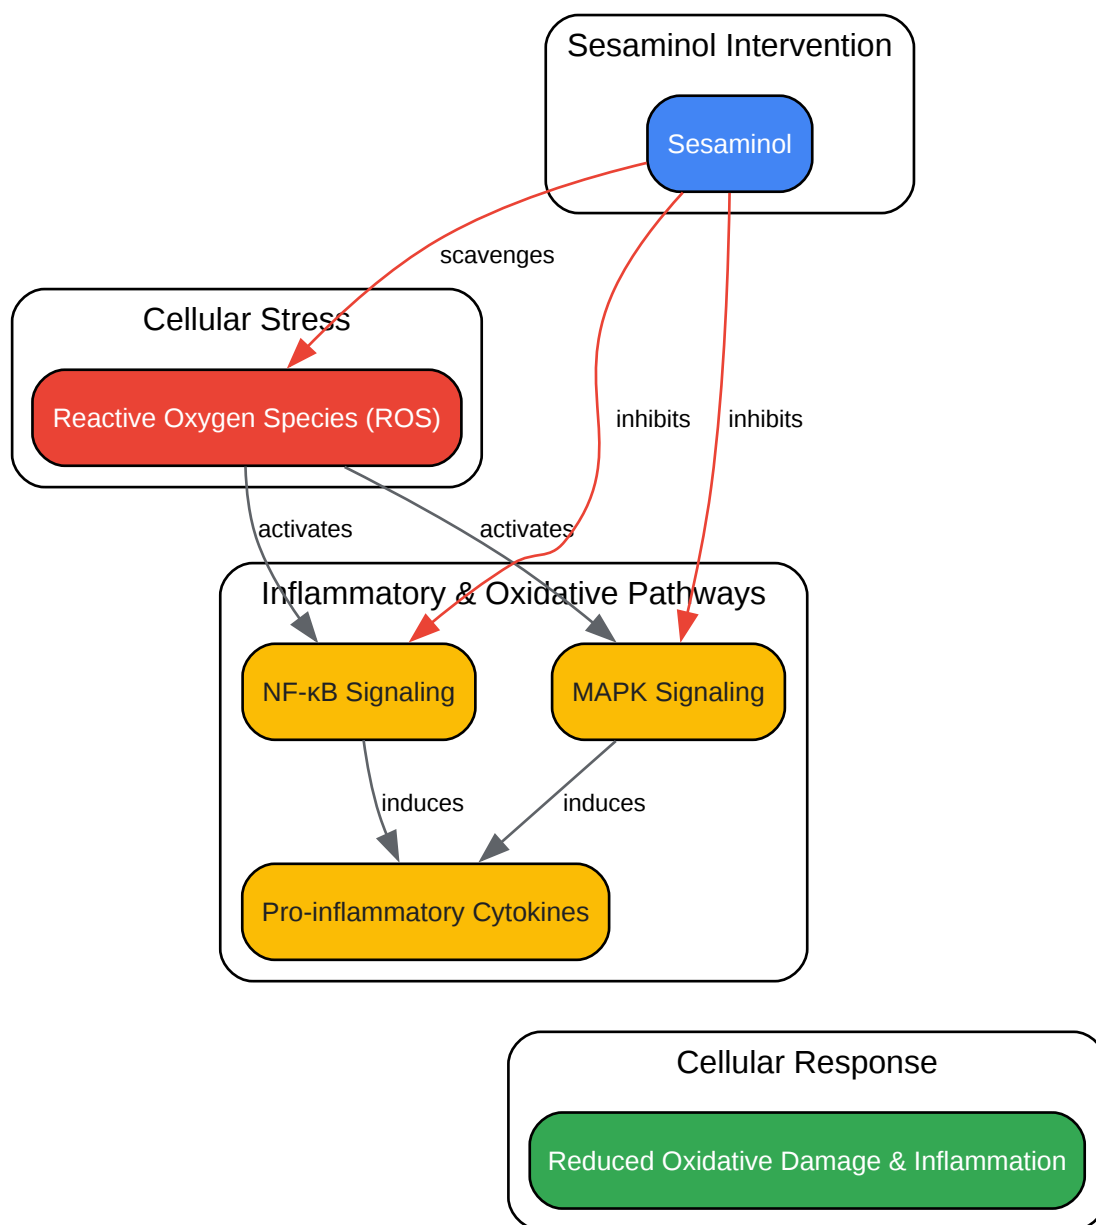 Sesaminol Intervention
Sesaminol
scavenges
Cellular Stress
Reactive Oxygen Species (ROS)
inhibits
inhibits
activates
activates
Inflammatory & Oxidative Pathways
NF-κB Signaling
MAPK Signaling
induces
induces
Pro-inflammatory Cytokines
Cellular Response
Reduced Oxidative Damage & Inflammation